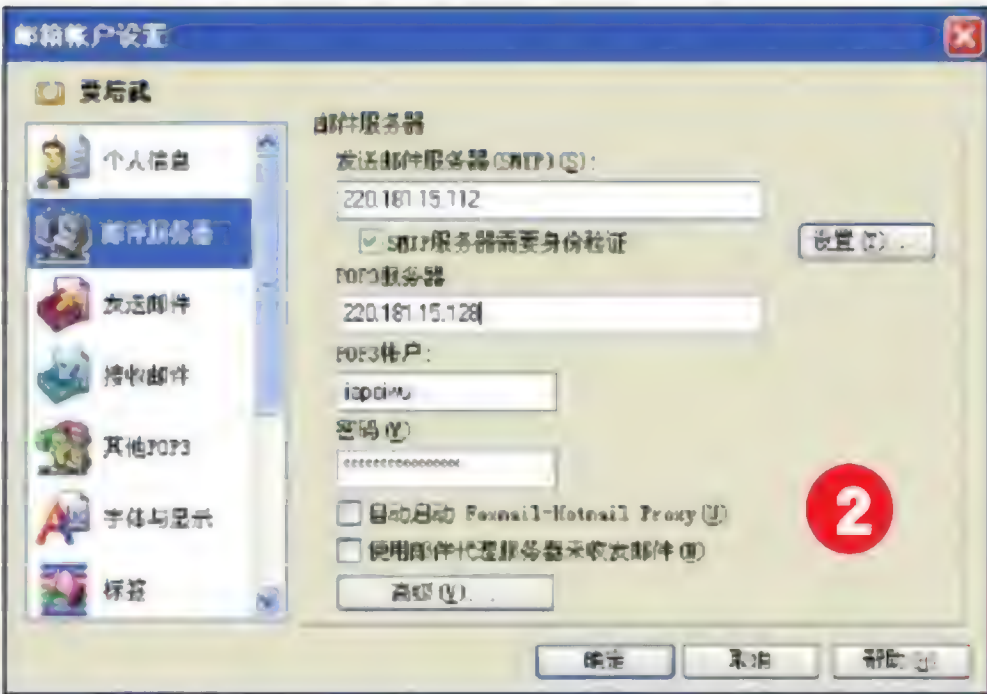 邮箱帐户设置
个人信息
邮件服务器
发送邮件
接收邮件
其他POP3
字体与显示
标签
邮件服务器
发送邮件服务器(SMTP)(S):
220.181.15.112
SMTP服务器需要身份验证
设置(T)...
POP3服务器
220.181.15.128
POP3帐户:
密码(Y)
自动启动 Foxmail-Hotmail Proxy(U)
使用邮件代理服务器来收发邮件(W)
高级(V)...
2
确定
取消
帮助